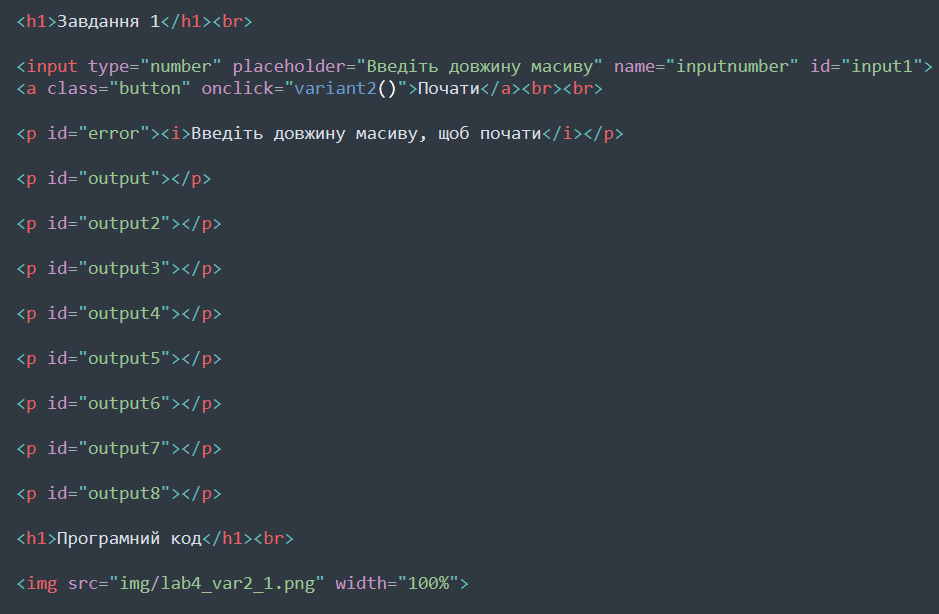 <h1>Завдання 1</h1><br>
<input type="number" placeholder="Введіть довжину масиву" name="inputnumber" id="input1">
<a class="button" onclick="variant2()">Почати</a><br><br>
<p id="error"><i>Введіть довжину масиву, щоб почати</i></p>
<p id="output"></p>
<p id="output2"></p>
<p id="output3"></p>
<p id="output4"></p>
<p id="output5"></p>
<p id="output6"></p>
<p id="output7"></p>
<p id="output8"></p>
<h1>Програмний код</h1><br>
<img src="img/lab4_var2_1.png" width="100%">